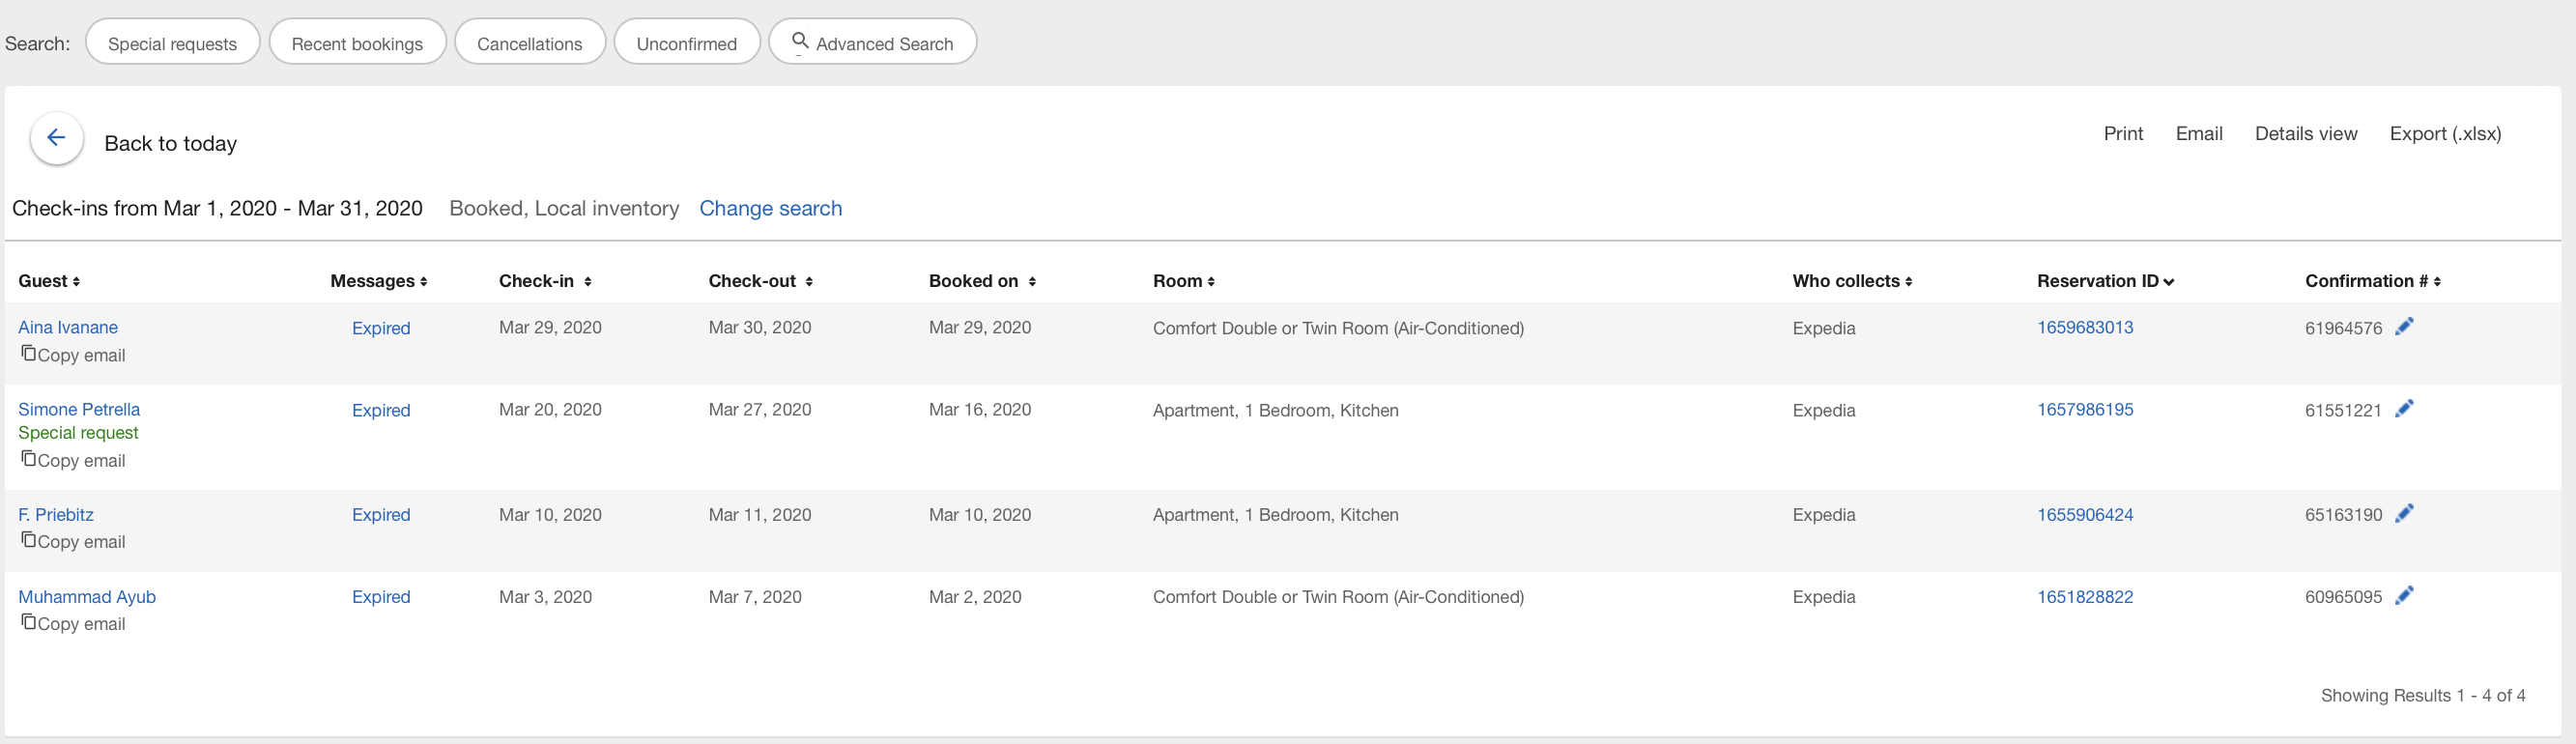 Search: Special requests Recent bookings Cancellations Unconfirmed Advanced Search
Back to today
Print Email Details view Export (.xlsx)
Check-ins from Mar 1, 2020 - Mar 31, 2020 Booked, Local inventory Change search
Guest Messages Check-in Check-out Booked on Room Who collects Reservation ID Confirmation #
Aina Ivanane Expired Mar 29, 2020 Mar 30, 2020 Mar 29, 2020 Comfort Double or Twin Room (Air-Conditioned) Expedia 1659683013 61964576
Copy email
Simone Petrella Expired Mar 20, 2020 Mar 27, 2020 Mar 16, 2020 Apartment, 1 Bedroom, Kitchen Expedia 1657986195 61551221
Special request
Copy email
F. Priebitz Expired Mar 10, 2020 Mar 11, 2020 Mar 10, 2020 Apartment, 1 Bedroom, Kitchen Expedia 1655906424 65163190
Copy email
Muhammad Ayub Expired Mar 3, 2020 Mar 7, 2020 Mar 2, 2020 Comfort Double or Twin Room (Air-Conditioned) Expedia 1651828822 60965095
Copy email
Showing Results 1 - 4 of 4